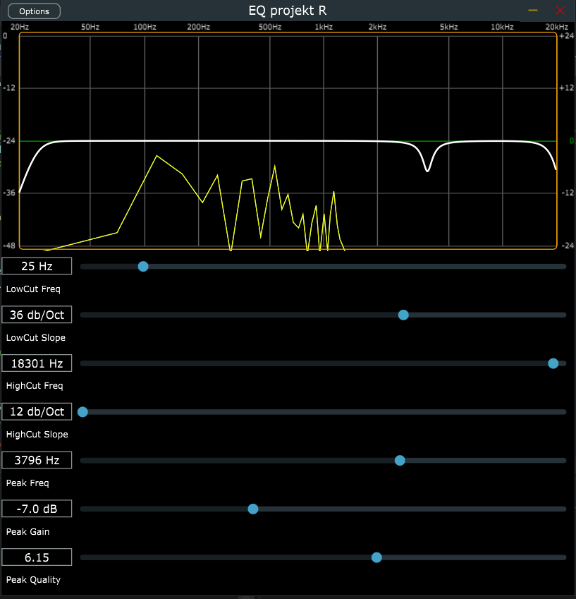 Options
EQ projekt R
20Hz 50Hz 100Hz 200Hz 500Hz 1kHz 2kHz 5kHz 10kHz 20kHz
0 +24
-12 +12
-24 0
-36 -12
-48 -24
25 Hz
LowCut Freq
36 db/Oct
LowCut Slope
18301 Hz
HighCut Freq
12 db/Oct
HighCut Slope
3796 Hz
Peak Freq
-7.0 dB
Peak Gain
6.15
Peak Quality